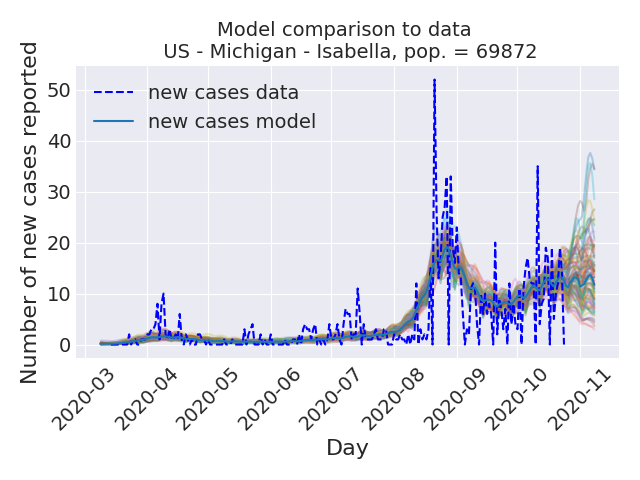 Model comparison to data
US - Michigan - Isabella, pop. = 69872
Number of new cases reported
50
40
30
20
10
0
new cases data
new cases model
2020-03
2020-04
2020-05
2020-06
2020-07
2020-08
2020-09
2020-10
2020-11
Day